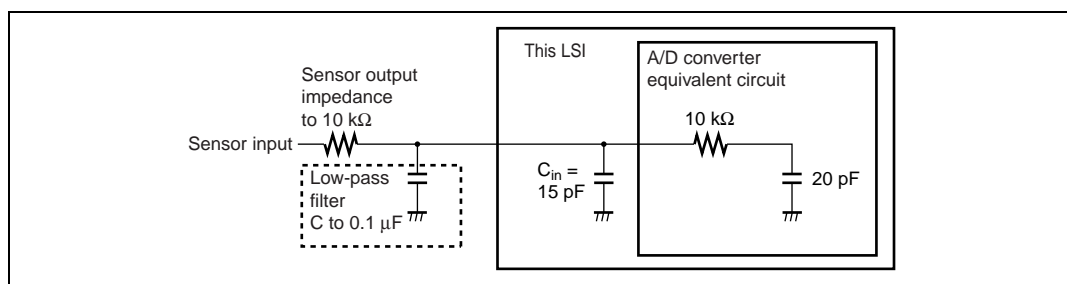 This LSI
A/D converter
equivalent circuit
Sensor output
impedance
to 10 kΩ
10 kΩ
Sensor input
Low-pass
filter
C to 0.1 μF
Cin =
15 pF
20 pF